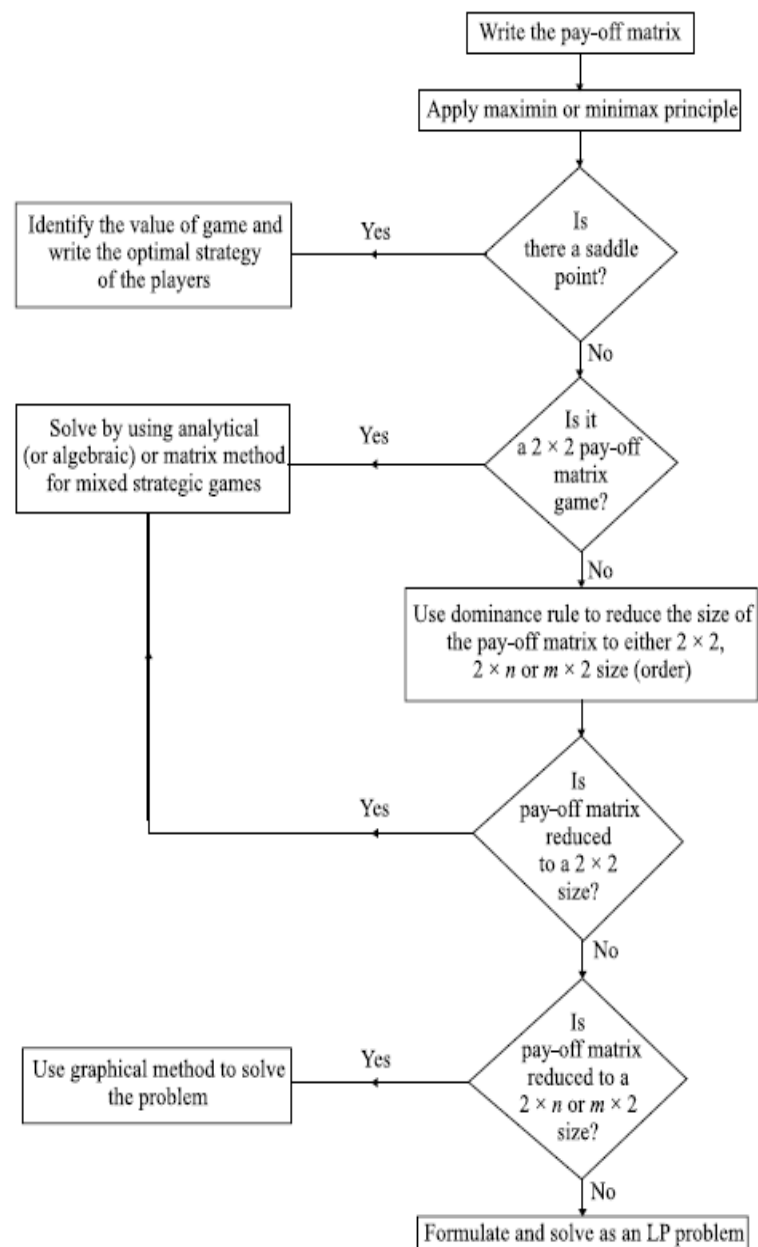 Write the pay-off matrix
Apply maximin or minimax principle
Is
there a saddle
point?
Yes
Identify the value of game and
write the optimal strategy
of the players
No
Is it
a 2 × 2 pay-off
matrix
game?
Yes
Solve by using analytical
(or algebraic) or matrix method
for mixed strategic games
No
Use dominance rule to reduce the size of
the pay-off matrix to either 2 × 2,
2 × n or m × 2 size (order)
Is
pay-off matrix
reduced
to a 2 × 2
size?
Yes
No
Is
pay-off matrix
reduced to a
2 × n or m × 2
size?
Yes
Use graphical method to solve
the problem
No
Formulate and solve as an LP problem